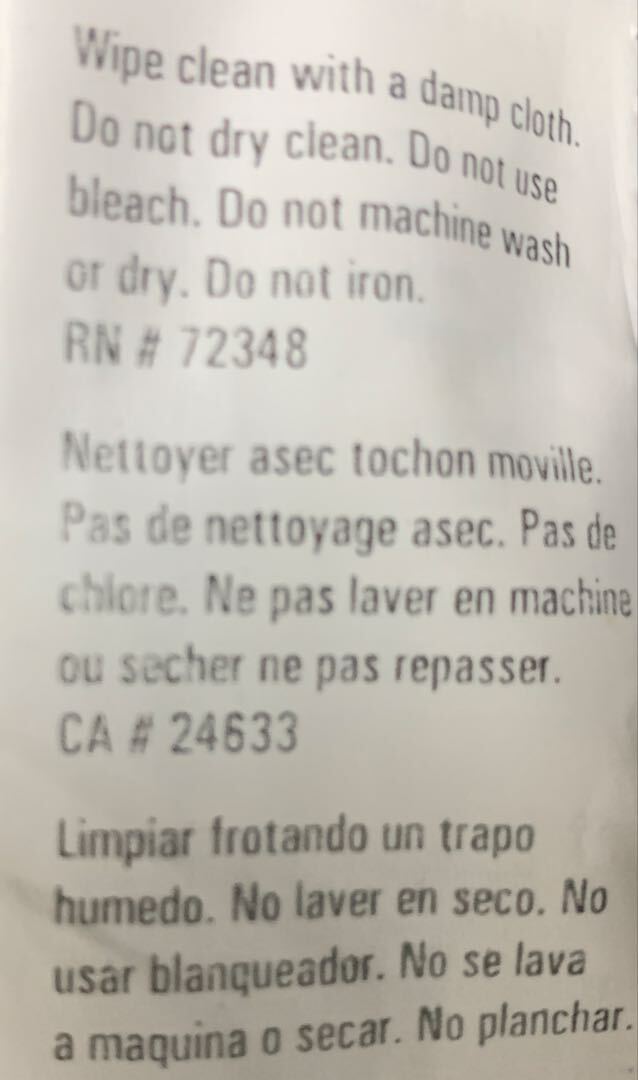 Wipe clean with a damp cloth.
Do not dry clean. Do not use
bleach. Do not machine wash
or dry. Do not iron.
RN # 72348
Nettoyer asec tochon moville.
Pas de nettoyage asec. Pas de
chlore. Ne pas laver en machine
ou secher ne pas repasser.
CA # 24633
Limpiar frotando un trapo
humedo. No laver en seco. No
usar blanqueador. No se lava
a maquina o secar. No planchar.